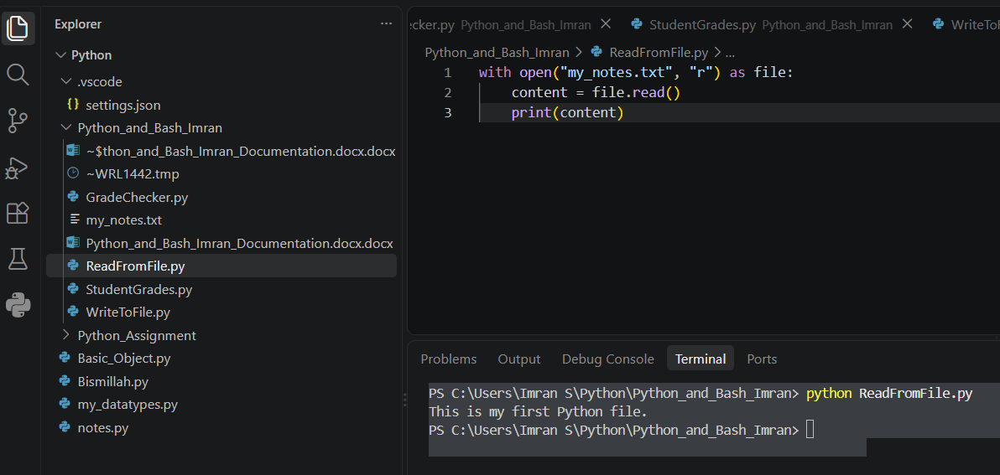 Explorer
Python
.vscode
{} settings.json
Python_and_Bash_Imran
~$thon_and_Bash_Imran_Documentation.docx.docx
~WRL1442.tmp
GradeChecker.py
my_notes.txt
Python_and_Bash_Imran_Documentation.docx.docx
ReadFromFile.py
StudentGrades.py
WriteToFile.py
Python_Assignment
Basic_Object.py
Bismillah.py
my_datatypes.py
notes.py
ecker.py Python_and_Bash_Imran StudentGrades.py Python_and_Bash_Imran WriteToF
Python_and_Bash_Imran > ReadFromFile.py > ...
1 with open("my_notes.txt", "r") as file:
2 content = file.read()
3 print(content)
Problems Output Debug Console Terminal Ports
PS C:\Users\Imran S\Python\Python_and_Bash_Imran> python ReadFromFile.py
This is my first Python file.
PS C:\Users\Imran S\Python\Python_and_Bash_Imran>